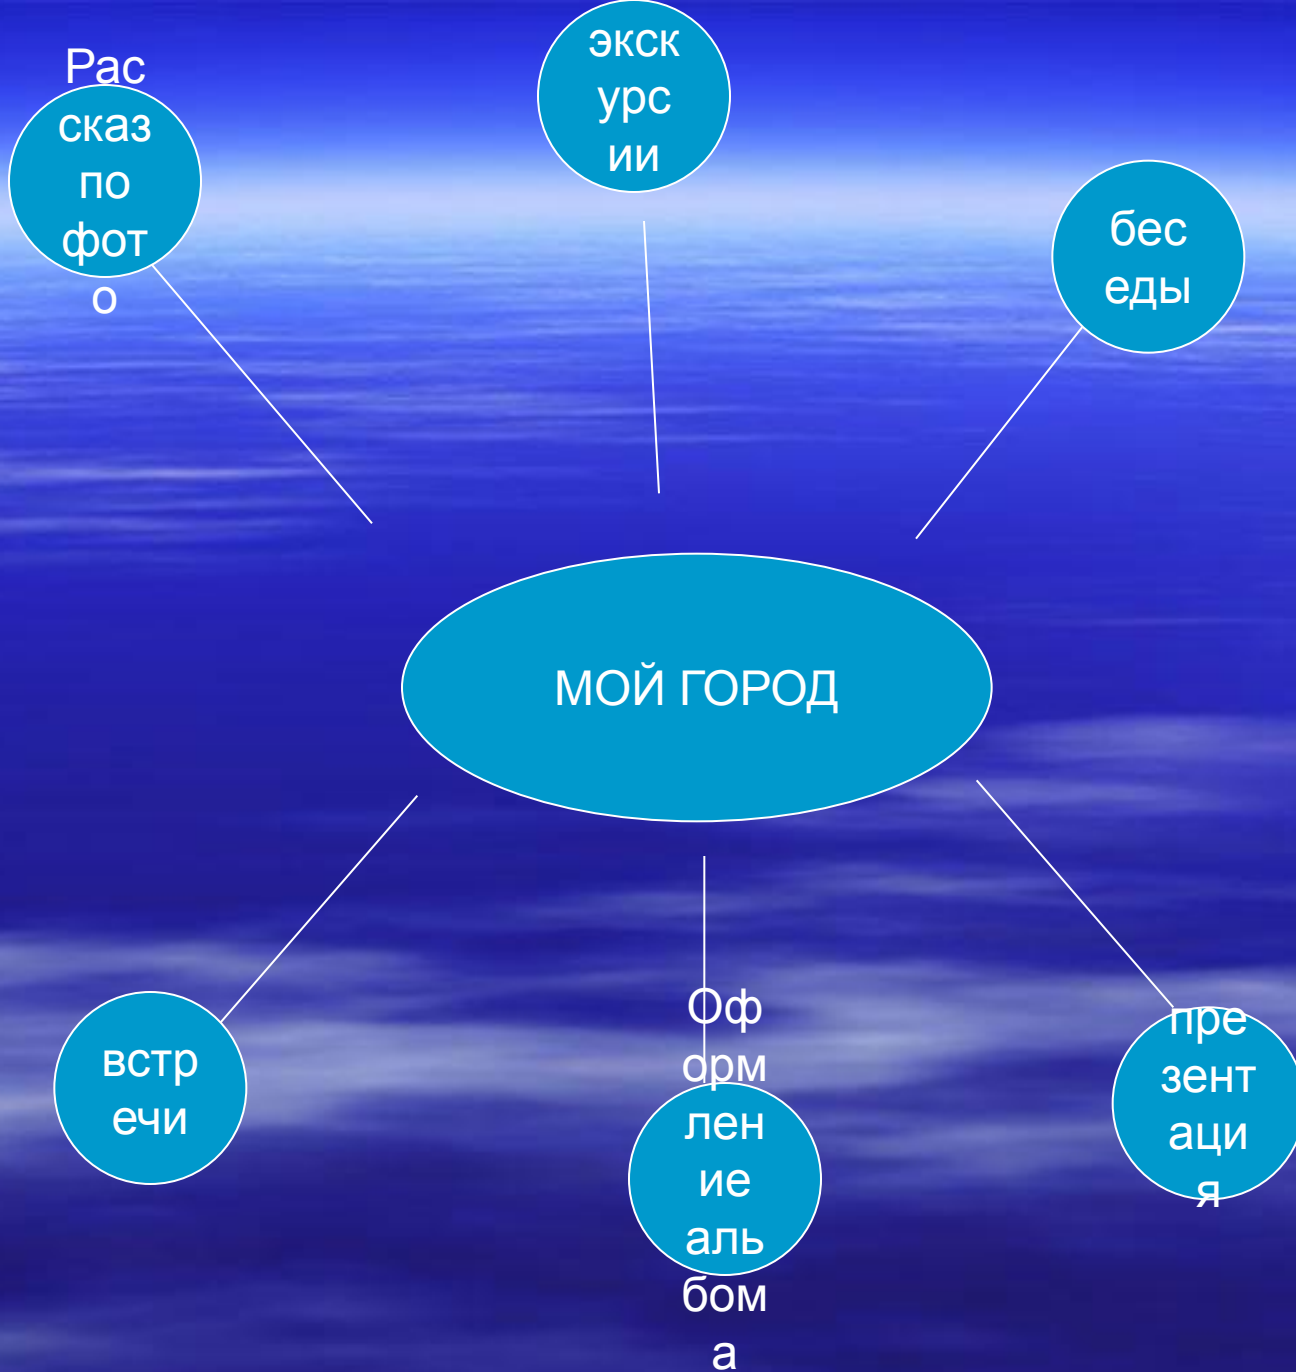 Рас
сказ
по
фот
о
экск
урс
ии
бес
еды
МОЙ ГОРОД
встр
ечи
Оф
орм
лен
ие
аль
бом
а
пре
зент
аци
я